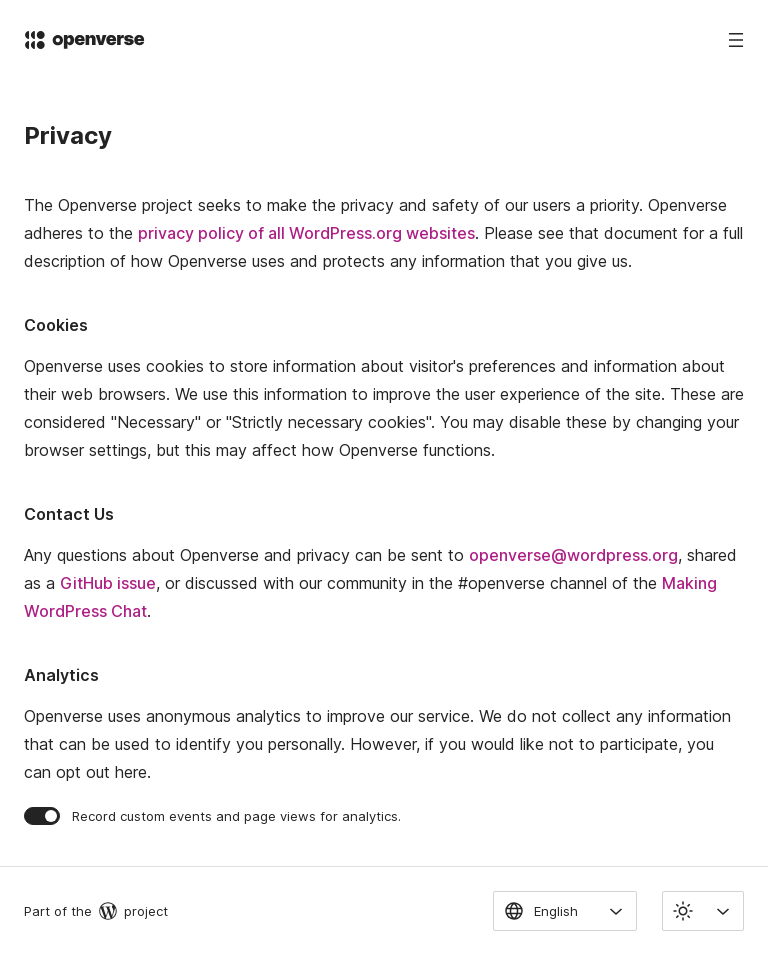 openverse
Privacy
The Openverse project seeks to make the privacy and safety of our users a priority. Openverse
adheres to the privacy policy of all WordPress.org websites. Please see that document for a full
description of how Openverse uses and protects any information that you give us.
Cookies
Openverse uses cookies to store information about visitor's preferences and information about
their web browsers. We use this information to improve the user experience of the site. These are
considered "Necessary" or "Strictly necessary cookies". You may disable these by changing your
browser settings, but this may affect how Openverse functions.
Contact Us
Any questions about Openverse and privacy can be sent to openverse@wordpress.org, shared
as a GitHub issue, or discussed with our community in the #openverse channel of the Making
WordPress Chat.
Analytics
Openverse uses anonymous analytics to improve our service. We do not collect any information
that can be used to identify you personally. However, if you would like not to participate, you
can opt out here.
Record custom events and page views for analytics.
Part of the project
English